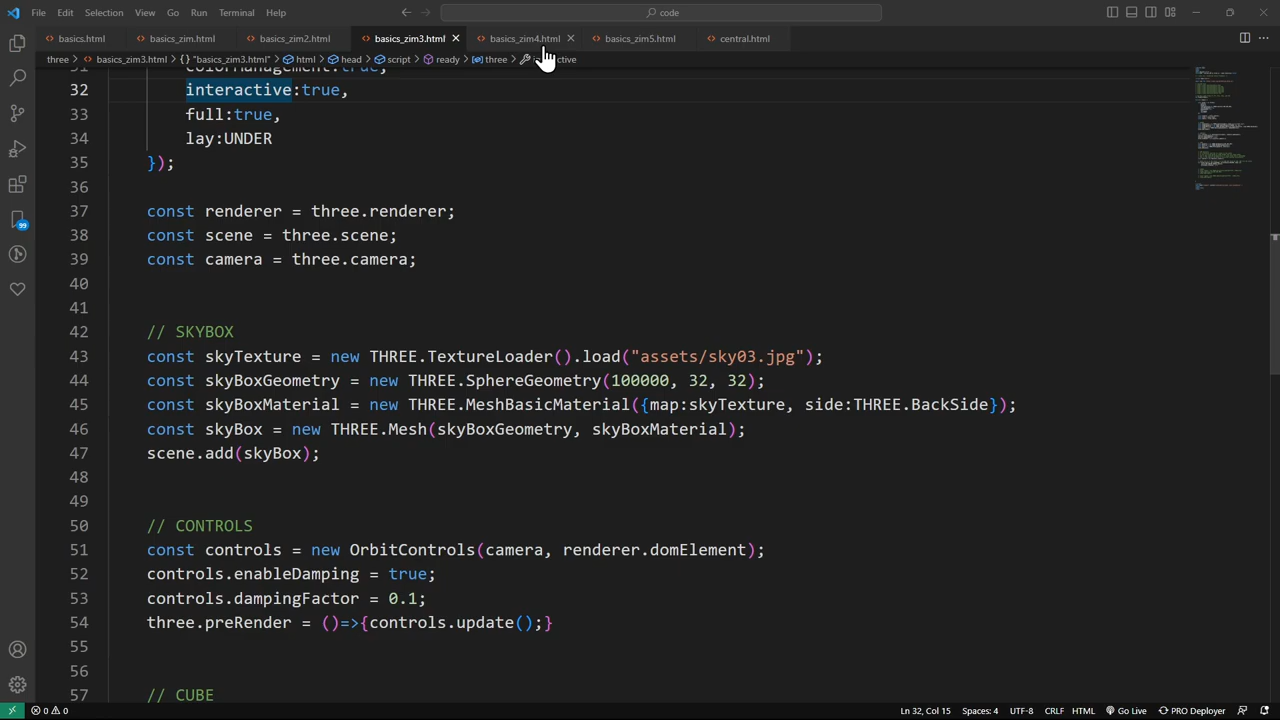 File Edit Selection View Go Run Terminal Help
code
basics.html basics_zim.html basics_zim2.html basics_zim3.html basics_zim4.html basics_zim5.html central.html
three > basics_zim3.html > {} "basics_zim3.html" > html > head > script > ready > three >
31 colorManagement:true,
32 interactive:true,
33 full:true,
34 lay:UNDER
35 });
36
37 const renderer = three.renderer;
38 const scene = three.scene;
39 const camera = three.camera;
40
41
42 // SKYBOX
43 const skyTexture = new THREE.TextureLoader().load("assets/sky03.jpg");
44 const skyBoxGeometry = new THREE.SphereGeometry(100000, 32, 32);
45 const skyBoxMaterial = new THREE.MeshBasicMaterial({map:skyTexture, side:THREE.BackSide});
46 const skyBox = new THREE.Mesh(skyBoxGeometry, skyBoxMaterial);
47 scene.add(skyBox);
48
49
50 // CONTROLS
51 const controls = new OrbitControls(camera, renderer.domElement);
52 controls.enableDamping = true;
53 controls.dampingFactor = 0.1;
54 three.preRender = ()=>{controls.update();}
55
56
57 // CUBE
99
0 0 Ln 32, Col 15 Spaces: 4 UTF-8 CRLF HTML Go Live PRO Deployer